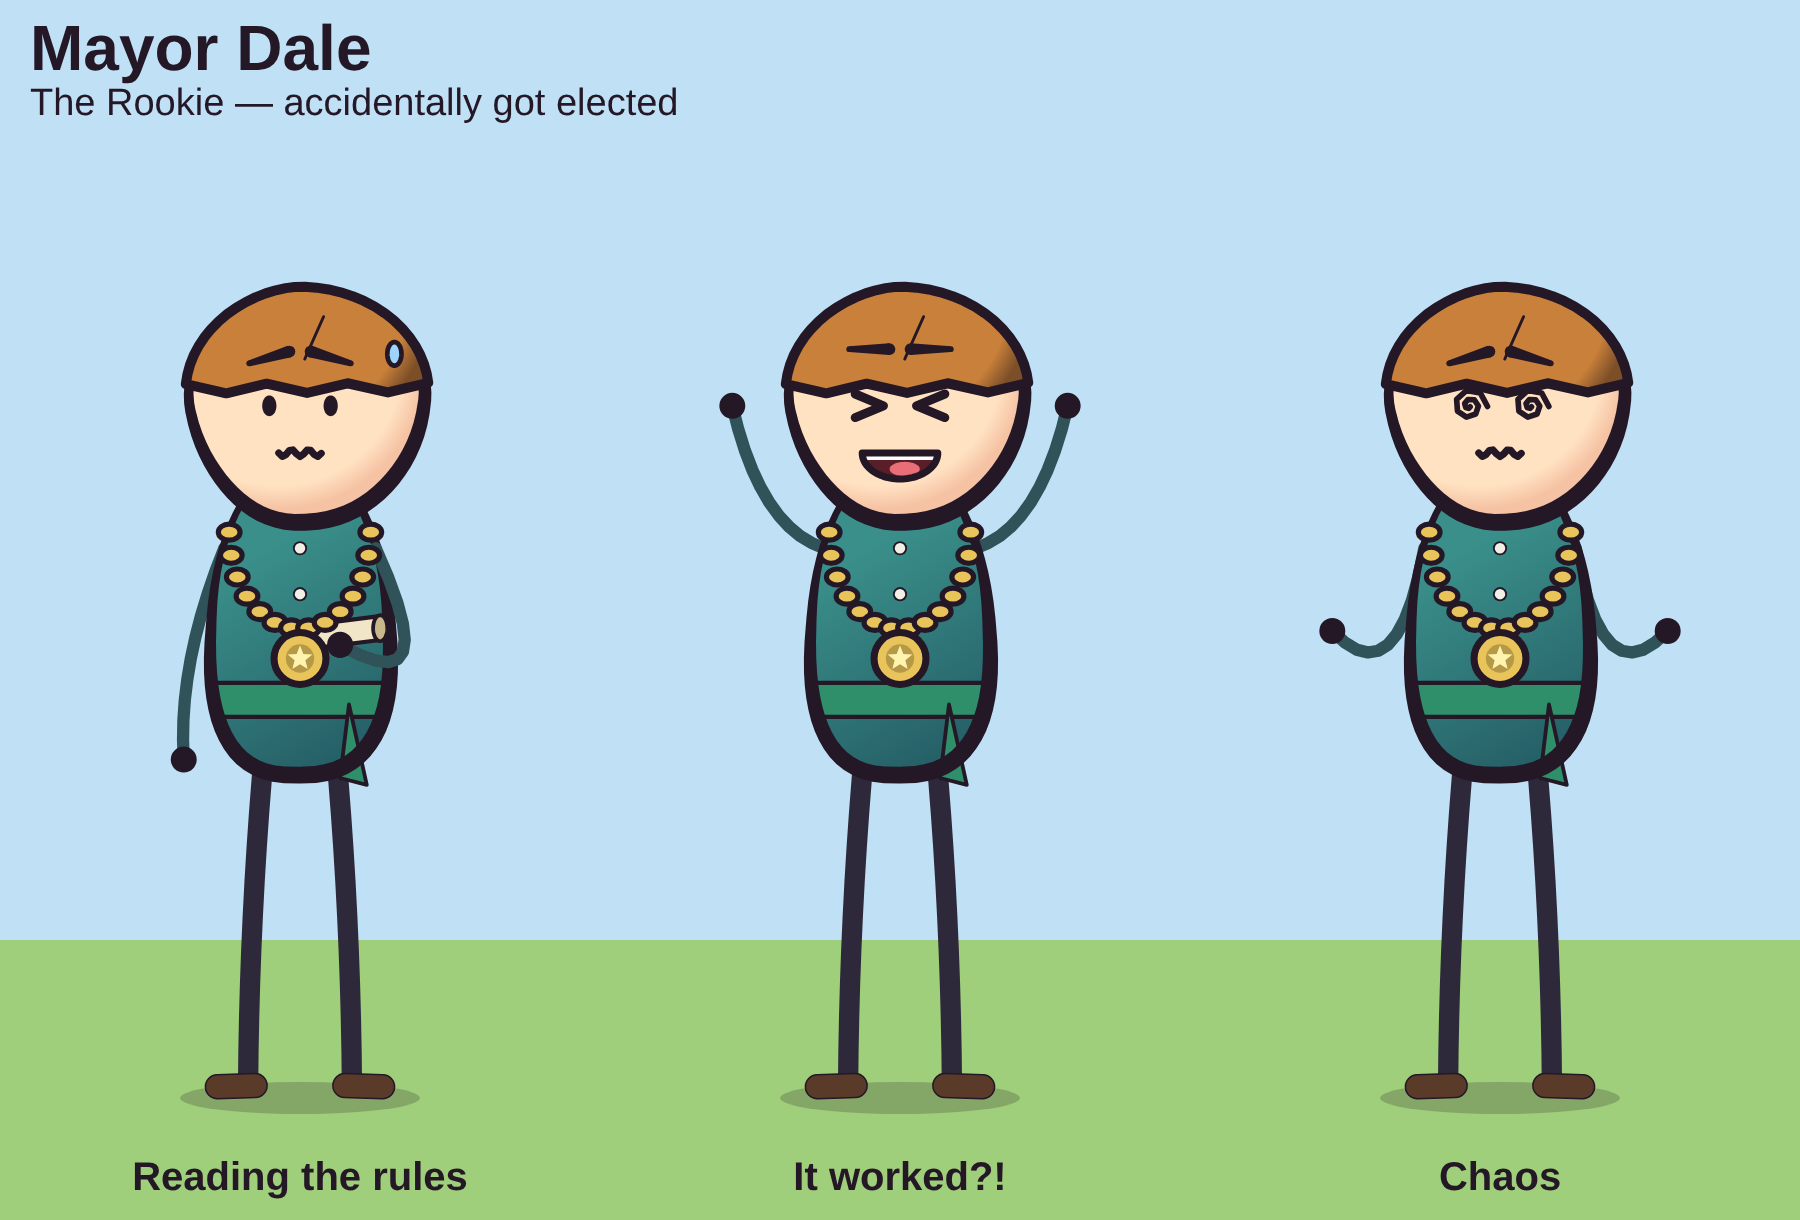 Mayor Dale
The Rookie — accidentally got elected
Reading the rules
It worked?!
Chaos